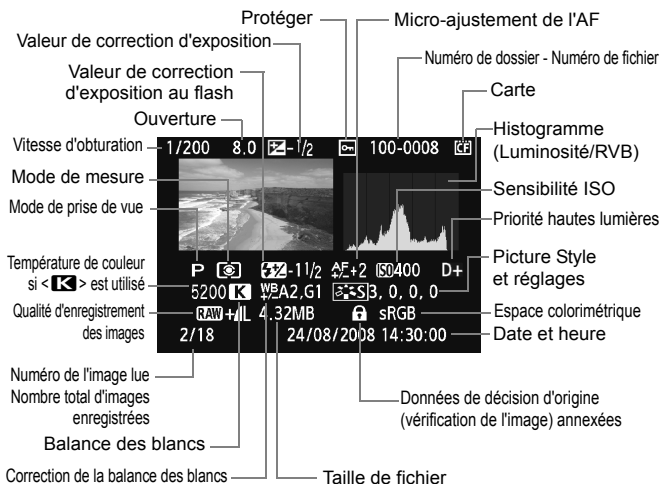 Protéger
Micro-ajustement de l'AF
Valeur de correction d'exposition
Numéro de dossier - Numéro de fichier
Valeur de correction
d'exposition au flash
Carte
Ouverture
Histogramme
(Luminosité/RVB)
Vitesse d'obturation
1/200 8.0 -1/2 100-0008 CF
Mode de mesure
Sensibilité ISO
Mode de prise de vue
Priorité hautes lumières
P -1 1/2 AF+2 ISO400 D+
Température de couleur
si <K> est utilisé
Picture Style
et réglages
5200 K WB A2,G1 S 3, 0, 0, 0
Qualité d'enregistrement
des images
RAW+L 4.32MB sRGB
Espace colorimétrique
2/18 24/08/2008 14:30:00
Date et heure
Numéro de l'image lue
Nombre total d'images
enregistrées
Données de décision d'origine
(vérification de l'image) annexées
Balance des blancs
Correction de la balance des blancs
Taille de fichier